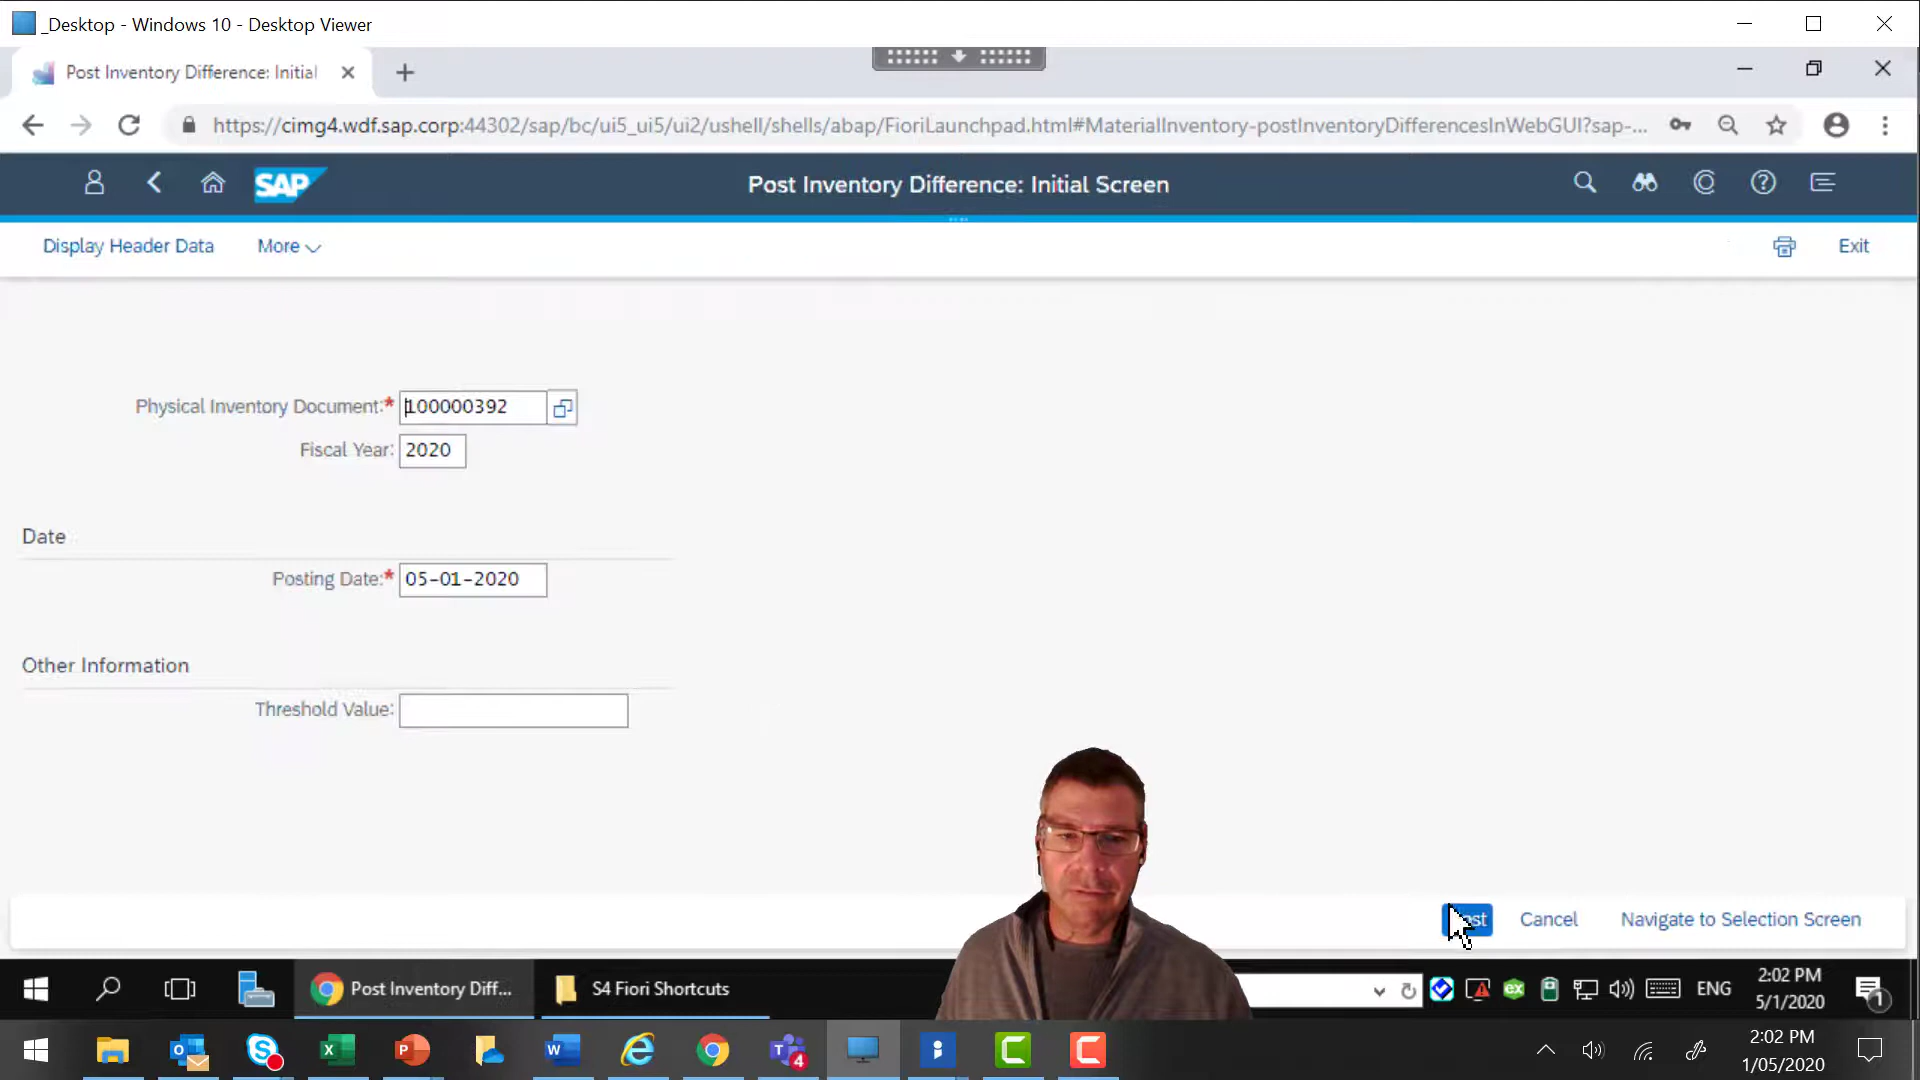 _Desktop - Windows 10 - Desktop Viewer
Post Inventory Difference: Initial
https://cimg4.wdf.sap.corp:44302/sap/bc/ui5_ui5/ui2/ushell/shells/abap/FioriLaunchpad.html#MaterialInventory-postInventoryDifferencesInWebGUI?sap-...
SAP
Post Inventory Difference: Initial Screen
Display Header Data
More
Exit
Physical Inventory Document:* 100000392
Fiscal Year: 2020
Date
Posting Date:* 05-01-2020
Other Information
Threshold Value:
Cancel
Navigate to Selection Screen
Post Inventory Diff...
S4 Fiori Shortcuts
ex
ENG
2:02 PM
5/1/2020
1
4
2:02 PM
1/05/2020